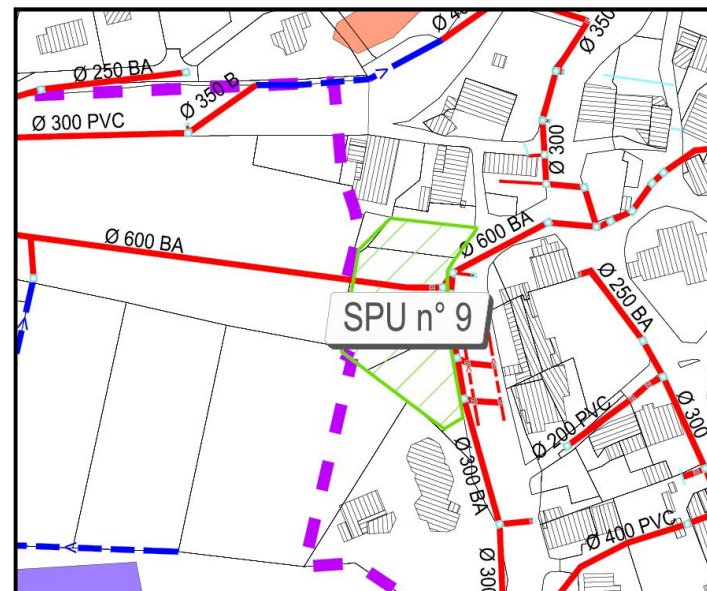 Ø 350
Ø 250 BA
Ø 350 B
Ø 300 PVC
Ø 300
Ø 600 BA
Ø 600 BA
Ø 250 BA
SPU n° 9
Ø 200 PVC
Ø 300
Ø 300 BA
Ø 400 PVC
Ø 300